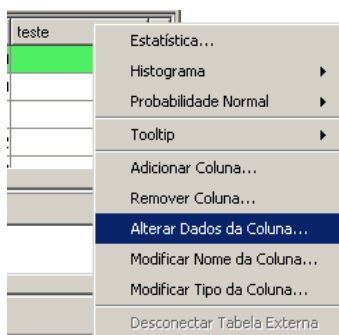 teste
Estatística...
Histograma
Probabilidade Normal
Tooltip
Adicionar Coluna...
Remover Coluna...
Alterar Dados da Coluna...
Modificar Nome da Coluna...
Modificar Tipo da Coluna...
Desconectar Tabela Externa